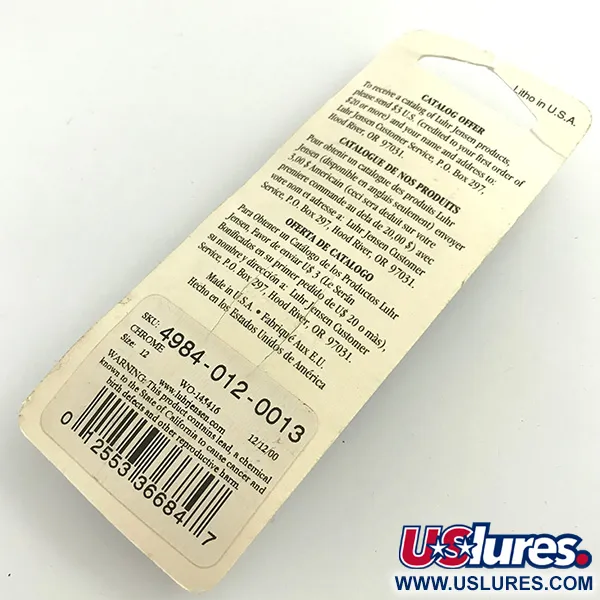 Litho in U.S.A.
CATALOG OFFER
To receive a catalog of Luhr Jensen products,
please send $3 U.S. (credited to your first order of
$20 or more) and your name and address to:
Luhr Jensen Customer Service, P.O. Box 297,
Hood River, OR 97031.
CATALOGUE DE NOS PRODUITS
Pour obtenir un catalogue des produits Luhr
Jensen (disponible en anglais seulement) envoyer
3,00 $ Americain (ceci sera deduit sur votre
premiere commande au dela de 20,00 $) avec
votre nom et adresse a: Luhr Jensen Customer
Service, P.O. Box 297, Hood River, OR 97031.
OFERTA DE CATALOGO
Para Obtener un Catálogo de los Productos Luhr
Jensen, Favor de enviar U$ 3 (Le Serán
Bonificados en su primer pedido de U$ 20 o más),
su nombre y dirección a: Luhr Jensen Customer
Service, P.O. Box 297, Hood River, OR 97031.
Made in U.S.A. • Fabriqué Aux E.U.
Hecho en los Estados Unidos de América
SKU: 4984-012-0013
CHROME
Size: 12
WO-145416
www.luhrjensen.com
12/12/00
WARNING: This product contains lead, a chemical
known to the State of California to cause cancer and
birth defects and other reproductive harm.
0 25533 36684 7
USlures.
WWW.USLURES.COM